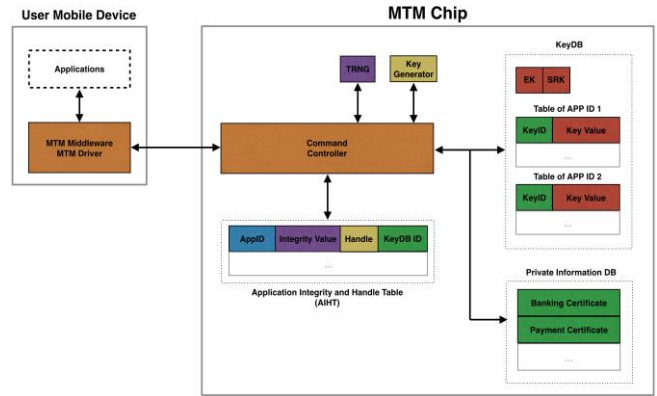 User Mobile Device
Applications
MTM Middleware
MTM Driver
MTM Chip
TRNG
Key
Generator
Command
Controller
AppID Integrity Value Handle KeyDB ID
...
Application Integrity and Handle Table
(AIHT)
KeyDB
EK SRK
Table of APP ID 1
KeyID Key Value
...
Table of APP ID 2
KeyID Key Value
...
Private Information DB
Banking Certificate
Payment Certificate
...